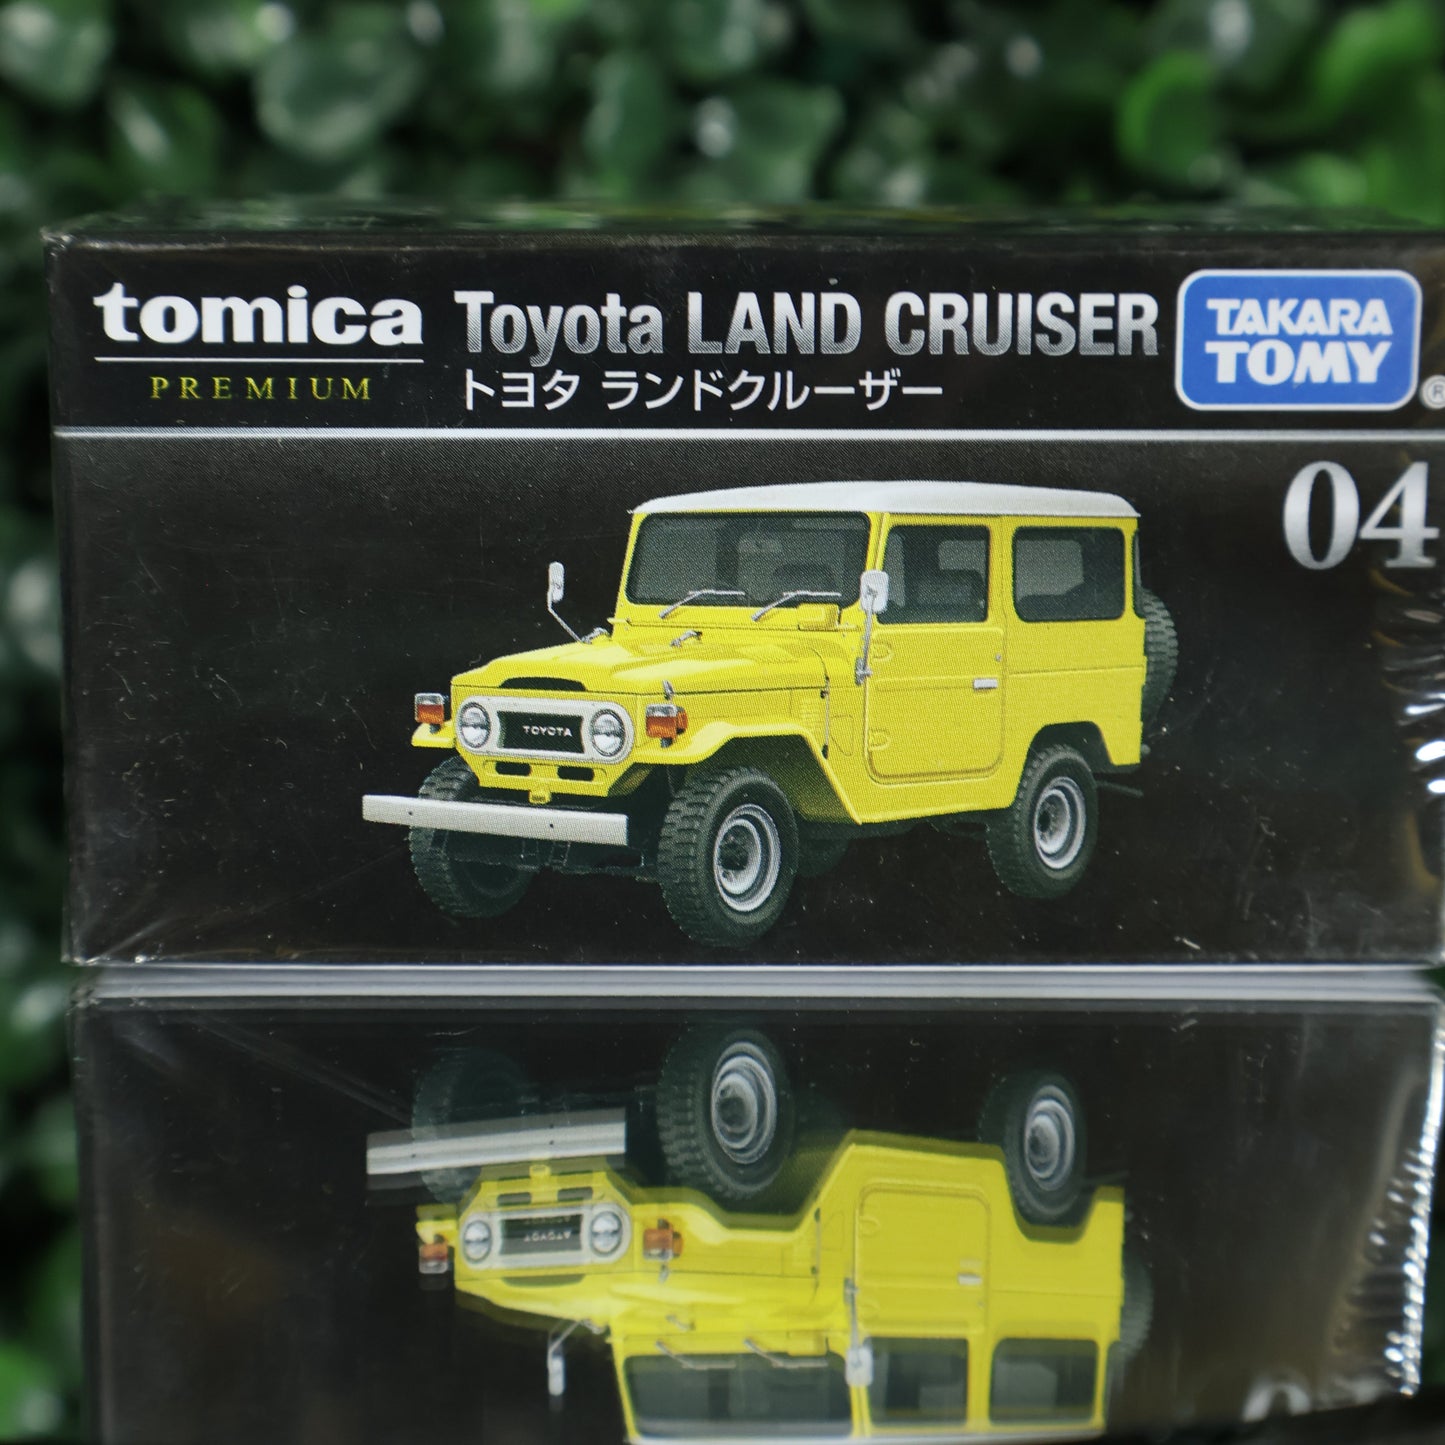 tomica
PREMIUM
Toyota LAND CRUISER
トヨタ ランドクルーザー
TAKARA
TOMY
®
04
TOYOTA